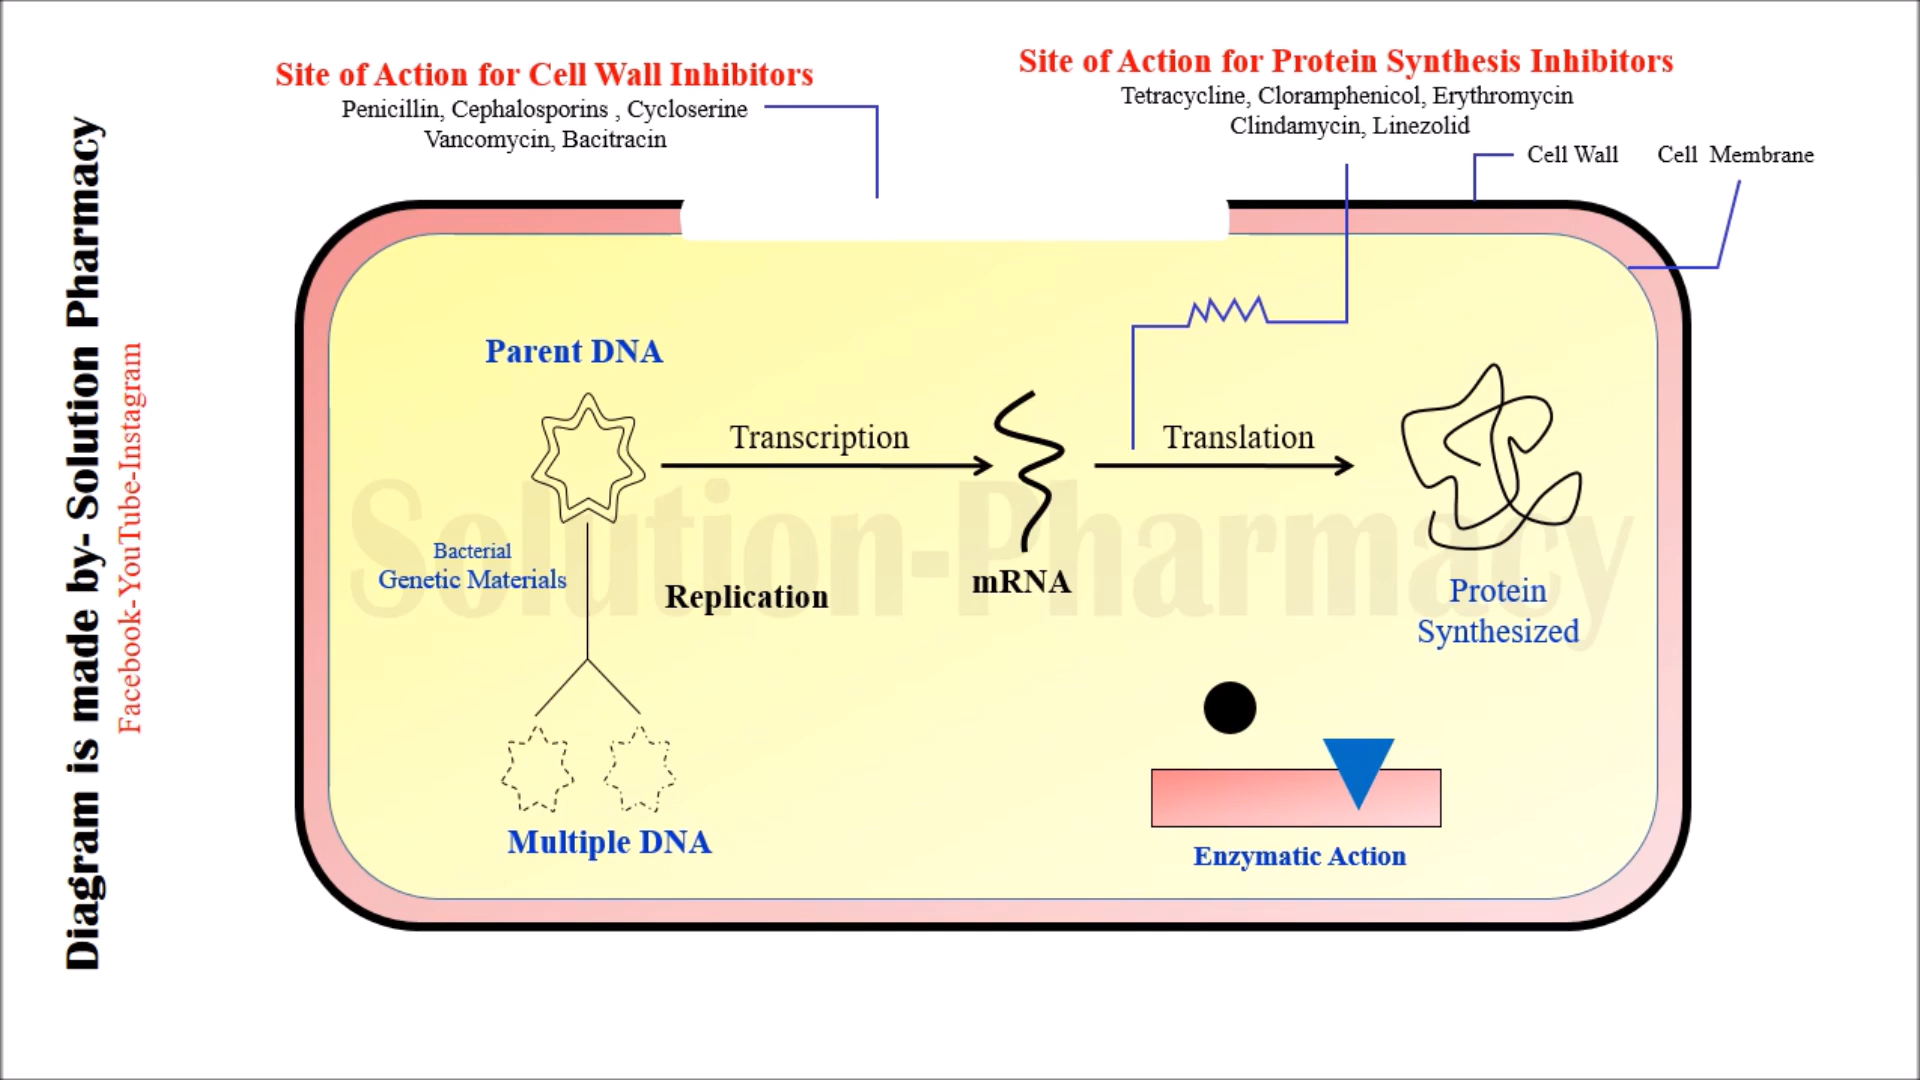 Diagram is made by- Solution Pharmacy
Facebook-YouTube-Instagram
Site of Action for Cell Wall Inhibitors
Penicillin, Cephalosporins , Cycloserine
Vancomycin, Bacitracin
Site of Action for Protein Synthesis Inhibitors
Tetracycline, Cloramphenicol, Erythromycin
Clindamycin, Linezolid
Cell Wall
Cell Membrane
Parent DNA
Transcription
Translation
Solution-Pharmacy
Bacterial
Genetic Materials
Replication
mRNA
Protein
Synthesized
Multiple DNA
Enzymatic Action